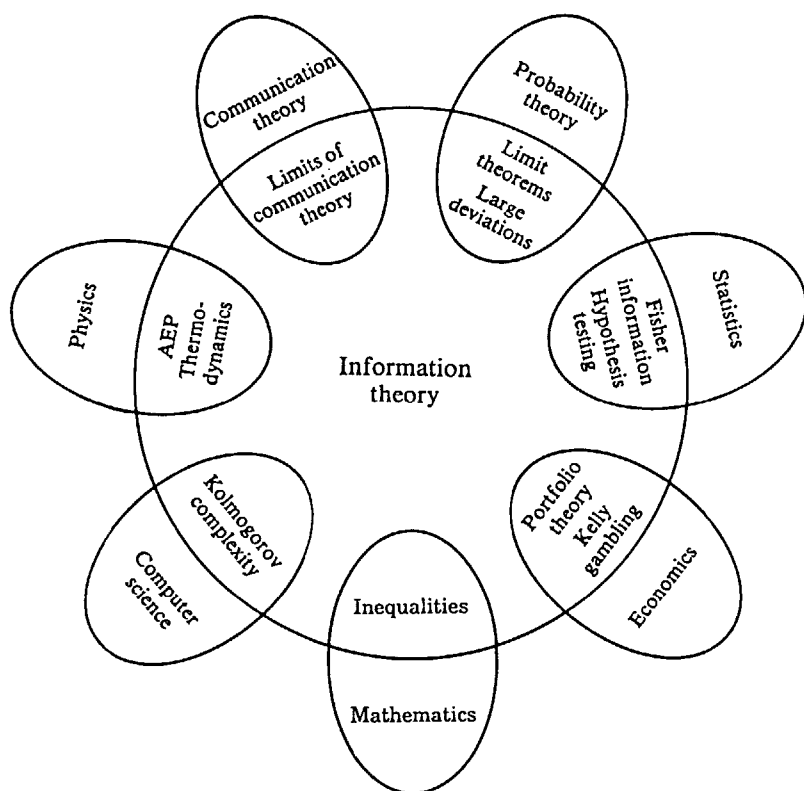 Communication
theory
Limits of
communication
theory
Probability
theory
Limit
theorems
Large
deviations
Physics
AEP
Thermo-
dynamics
Information
theory
Fisher
information
Hypothesis
testing
Statistics
Kolmogorov
complexity
Computer
science
Inequalities
Mathematics
Portfolio
theory
Kelly
gambling
Economics